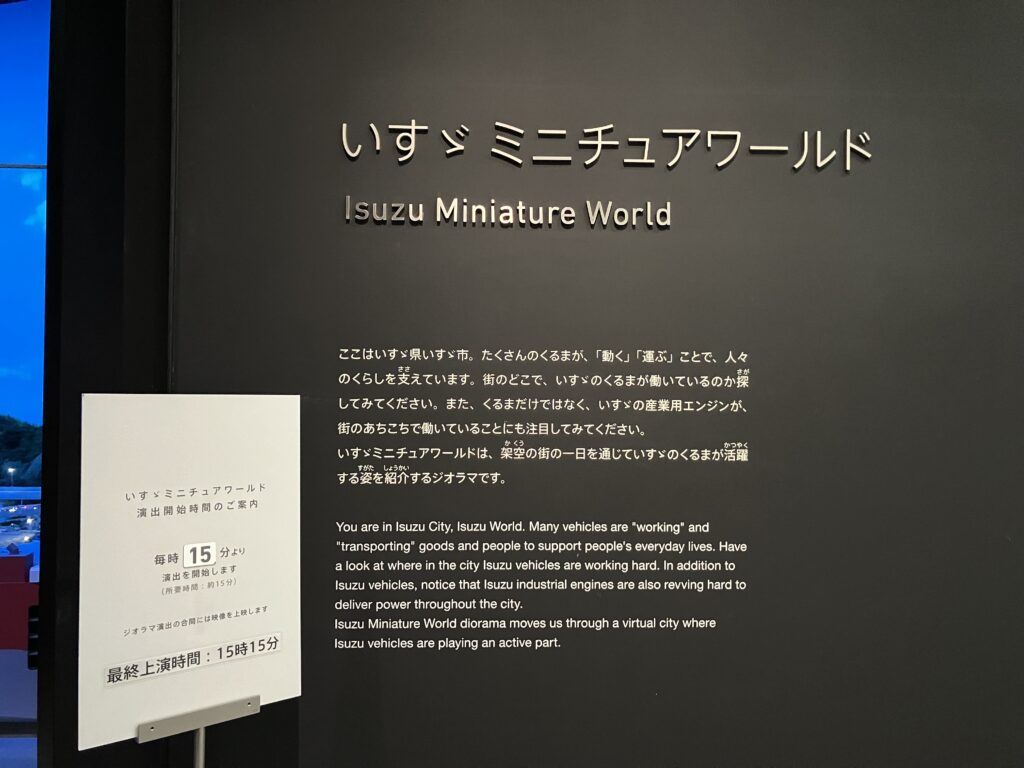 いすゞ ミニチュアワールド
Isuzu Miniature World
ここはいすゞ県いすゞ市。たくさんのくるまが、「動く」「運ぶ」ことで、人々
のくらしを支えています。街のどこで、いすゞのくるまが働いているのか探
してみてください。また、くるまだけではなく、いすゞの産業用エンジンが、
街のあちこちで働いていることにも注目してみてください。
いすゞミニチュアワールドは、架空の街の一日を通じていすゞのくるまが活躍
する姿を紹介するジオラマです。
You are in Isuzu City, Isuzu World. Many vehicles are "working" and
"transporting" goods and people to support people's everyday lives. Have
a look at where in the city Isuzu vehicles are working hard. In addition to
Isuzu vehicles, notice that Isuzu industrial engines are also revving hard to
deliver power throughout the city.
Isuzu Miniature World diorama moves us through a virtual city where
Isuzu vehicles are playing an active part.
いすゞミニチュアワールド
演出開始時間のご案内
毎時 15 分より
演出を開始します
(所要時間：約15分)
ジオラマ演出の合間には映像を上映します
最終上演時間：15時15分